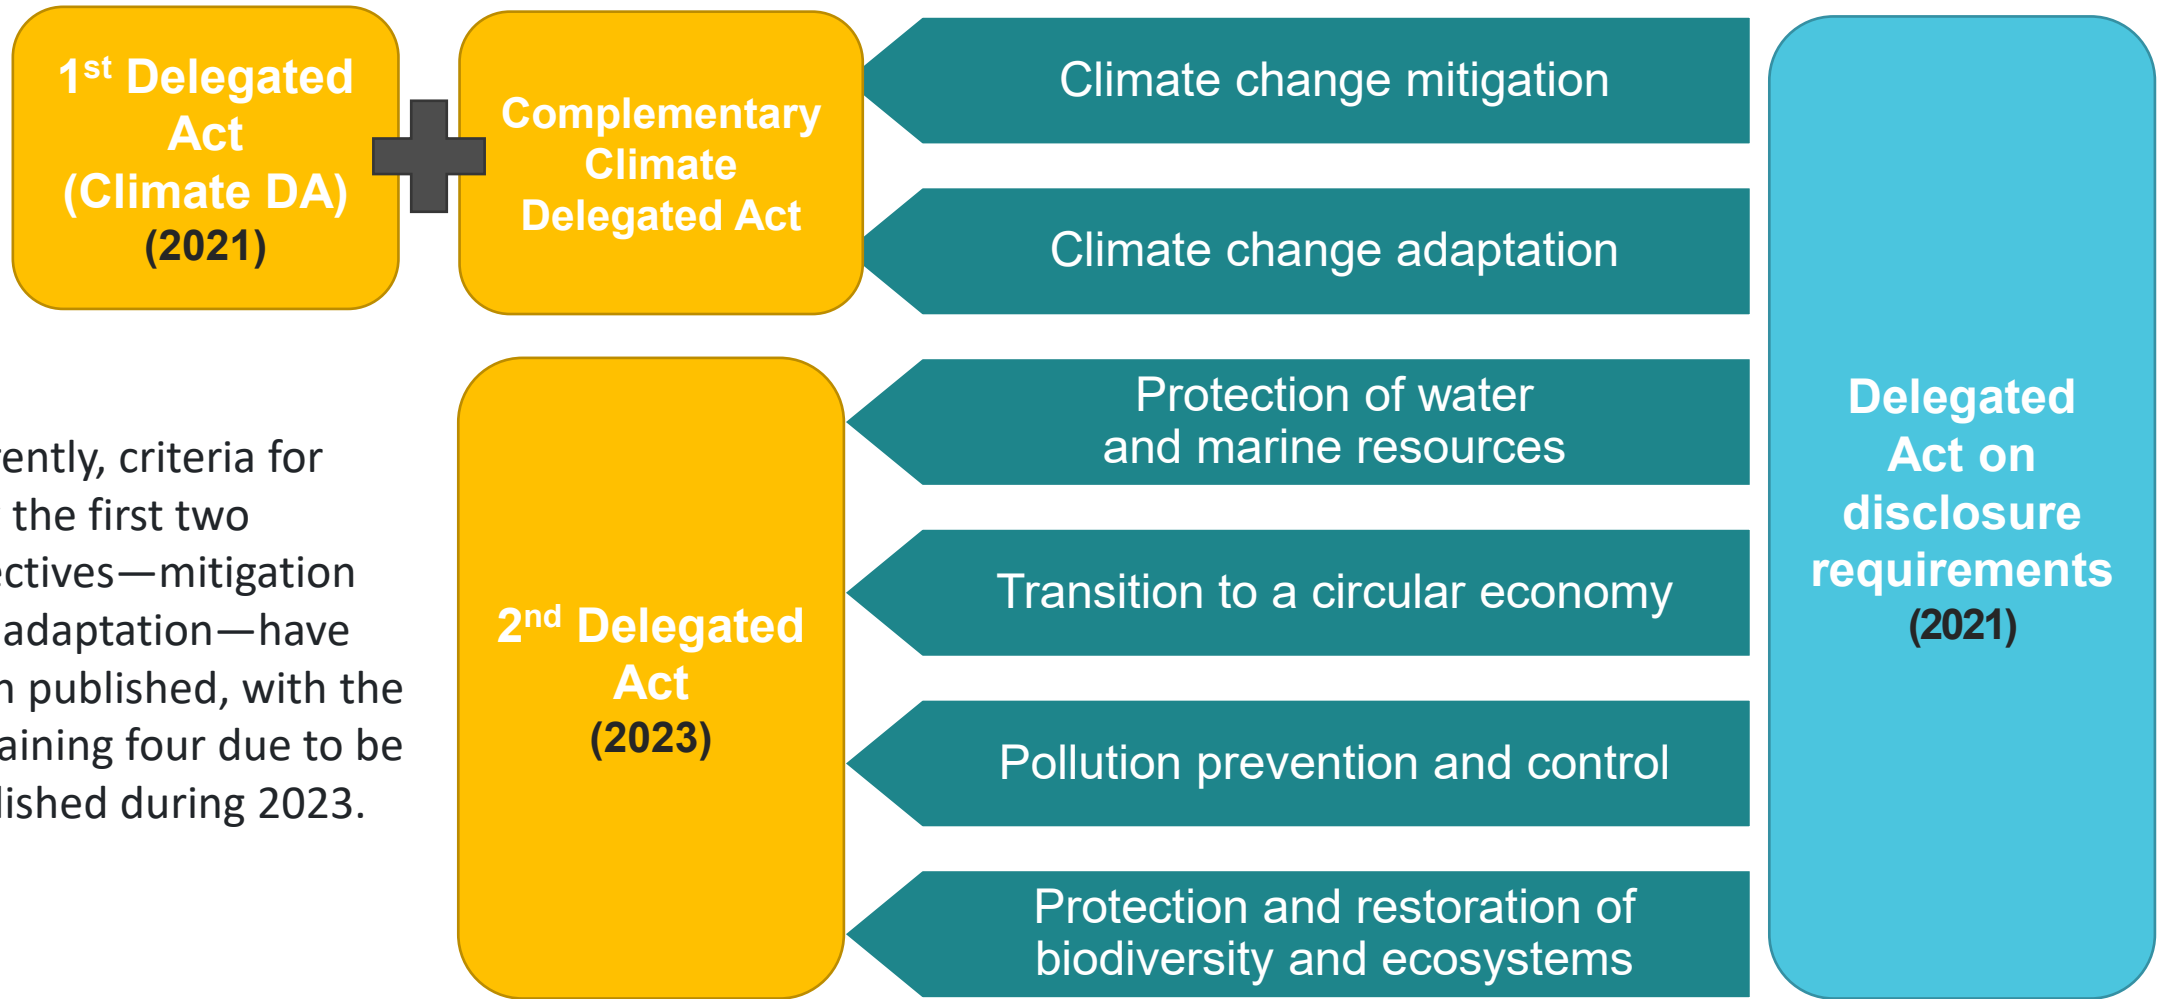 1st Delegated
Act
(Climate DA)
(2021)
Complementary
Climate
Delegated Act
Climate change mitigation
Climate change adaptation
Protection of water
and marine resources
Transition to a circular economy
Pollution prevention and control
Protection and restoration of
biodiversity and ecosystems
2nd Delegated
Act
(2023)
Delegated
Act on
disclosure
requirements
(2021)
criteria for
the first two
mitigation
adaptation—have
published, with the
four due to be
during 2023.